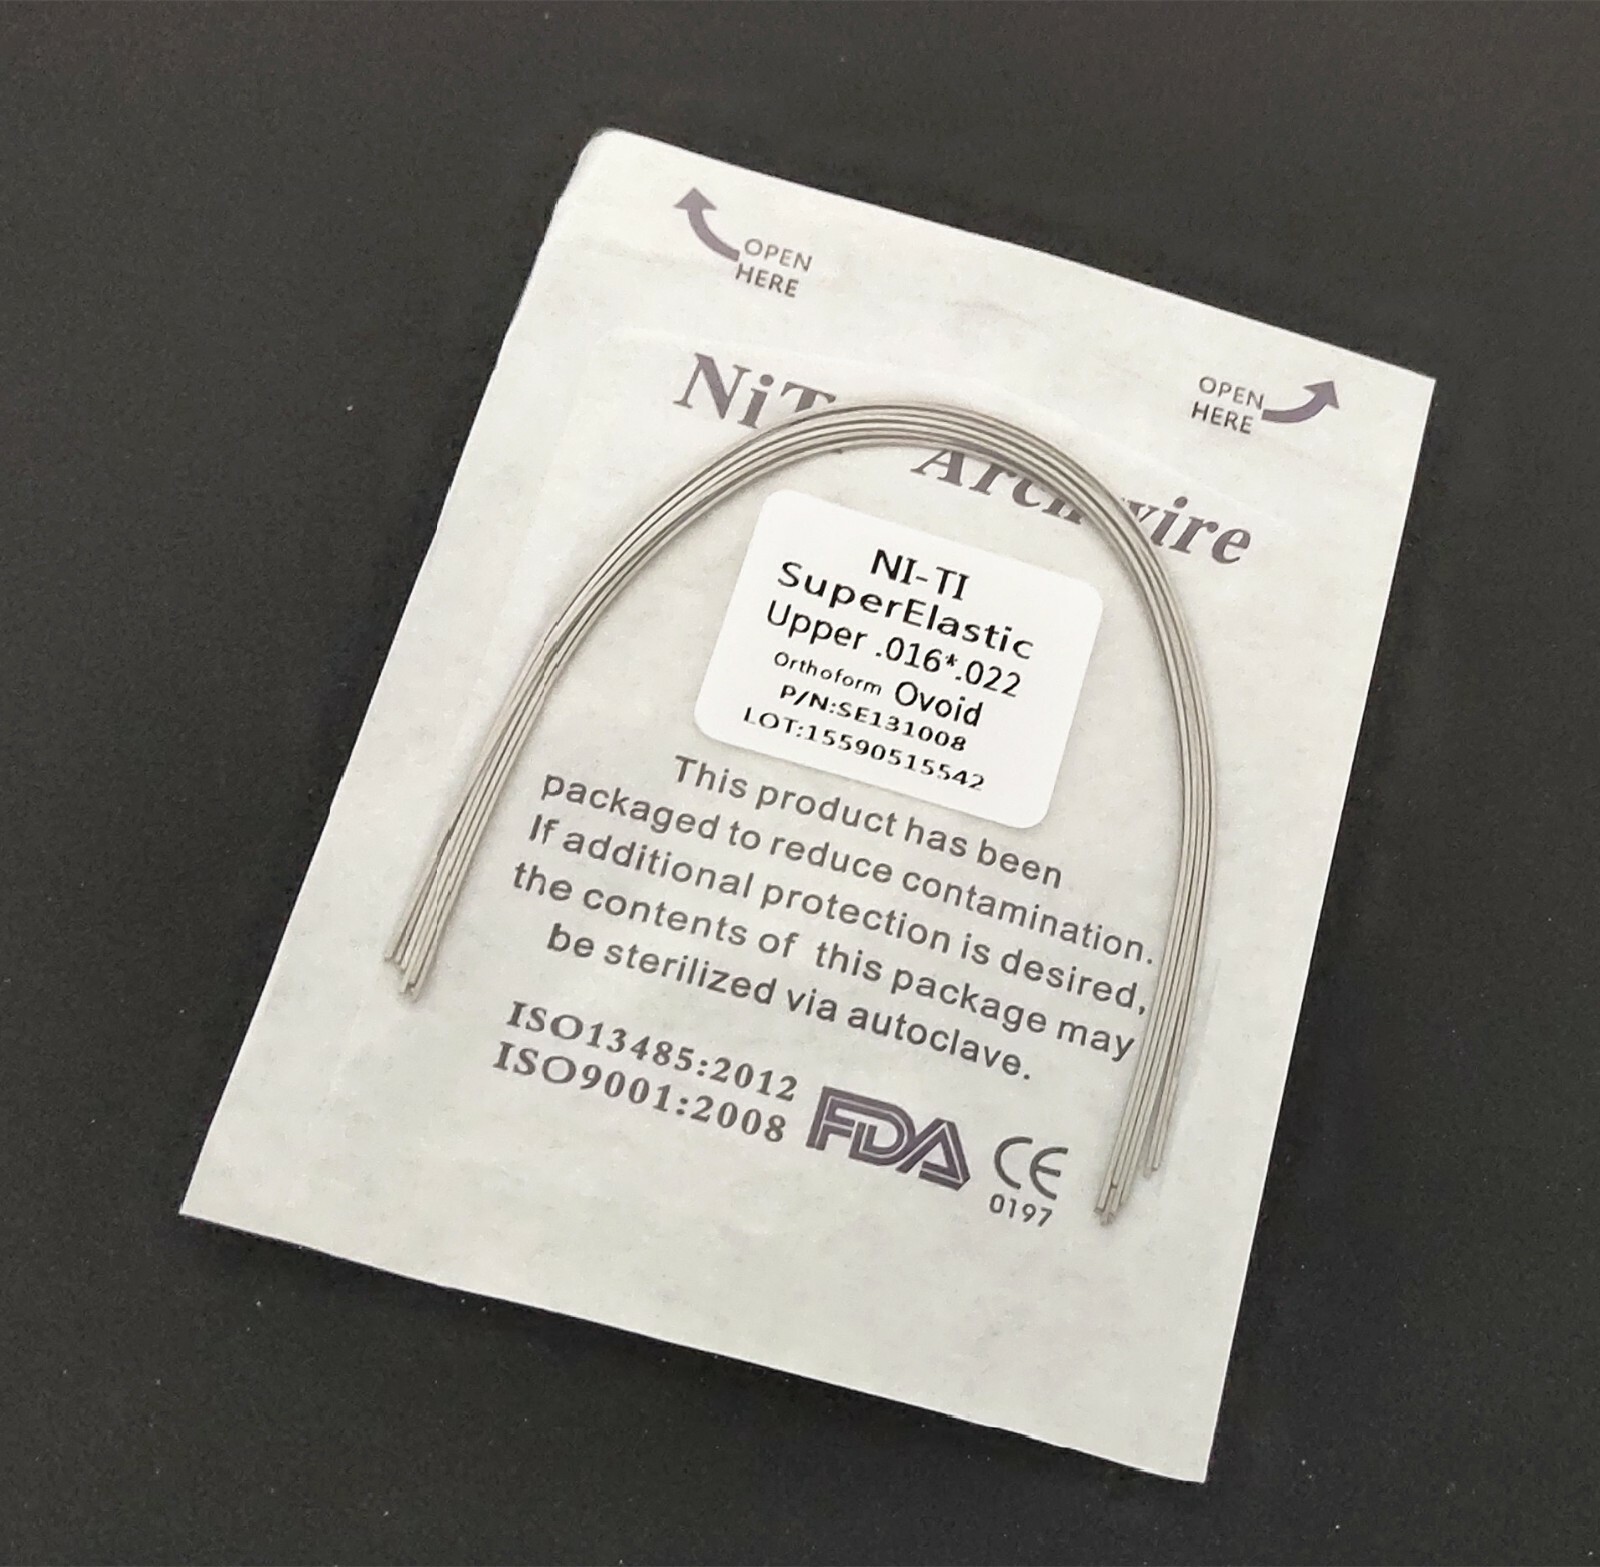 OPEN
HERE
OPEN
HERE
NiT
Archwire
NI-TI
SuperElastic
Upper .016*.022
Orthoform Ovoid
P/N:SE131008
LOT:15590515542
This product has been
packaged to reduce contamination.
If additional protection is desired,
the contents of this package may
be sterilized via autoclave.
ISO13485:2012
ISO9001:2008
FDA
CE
0197